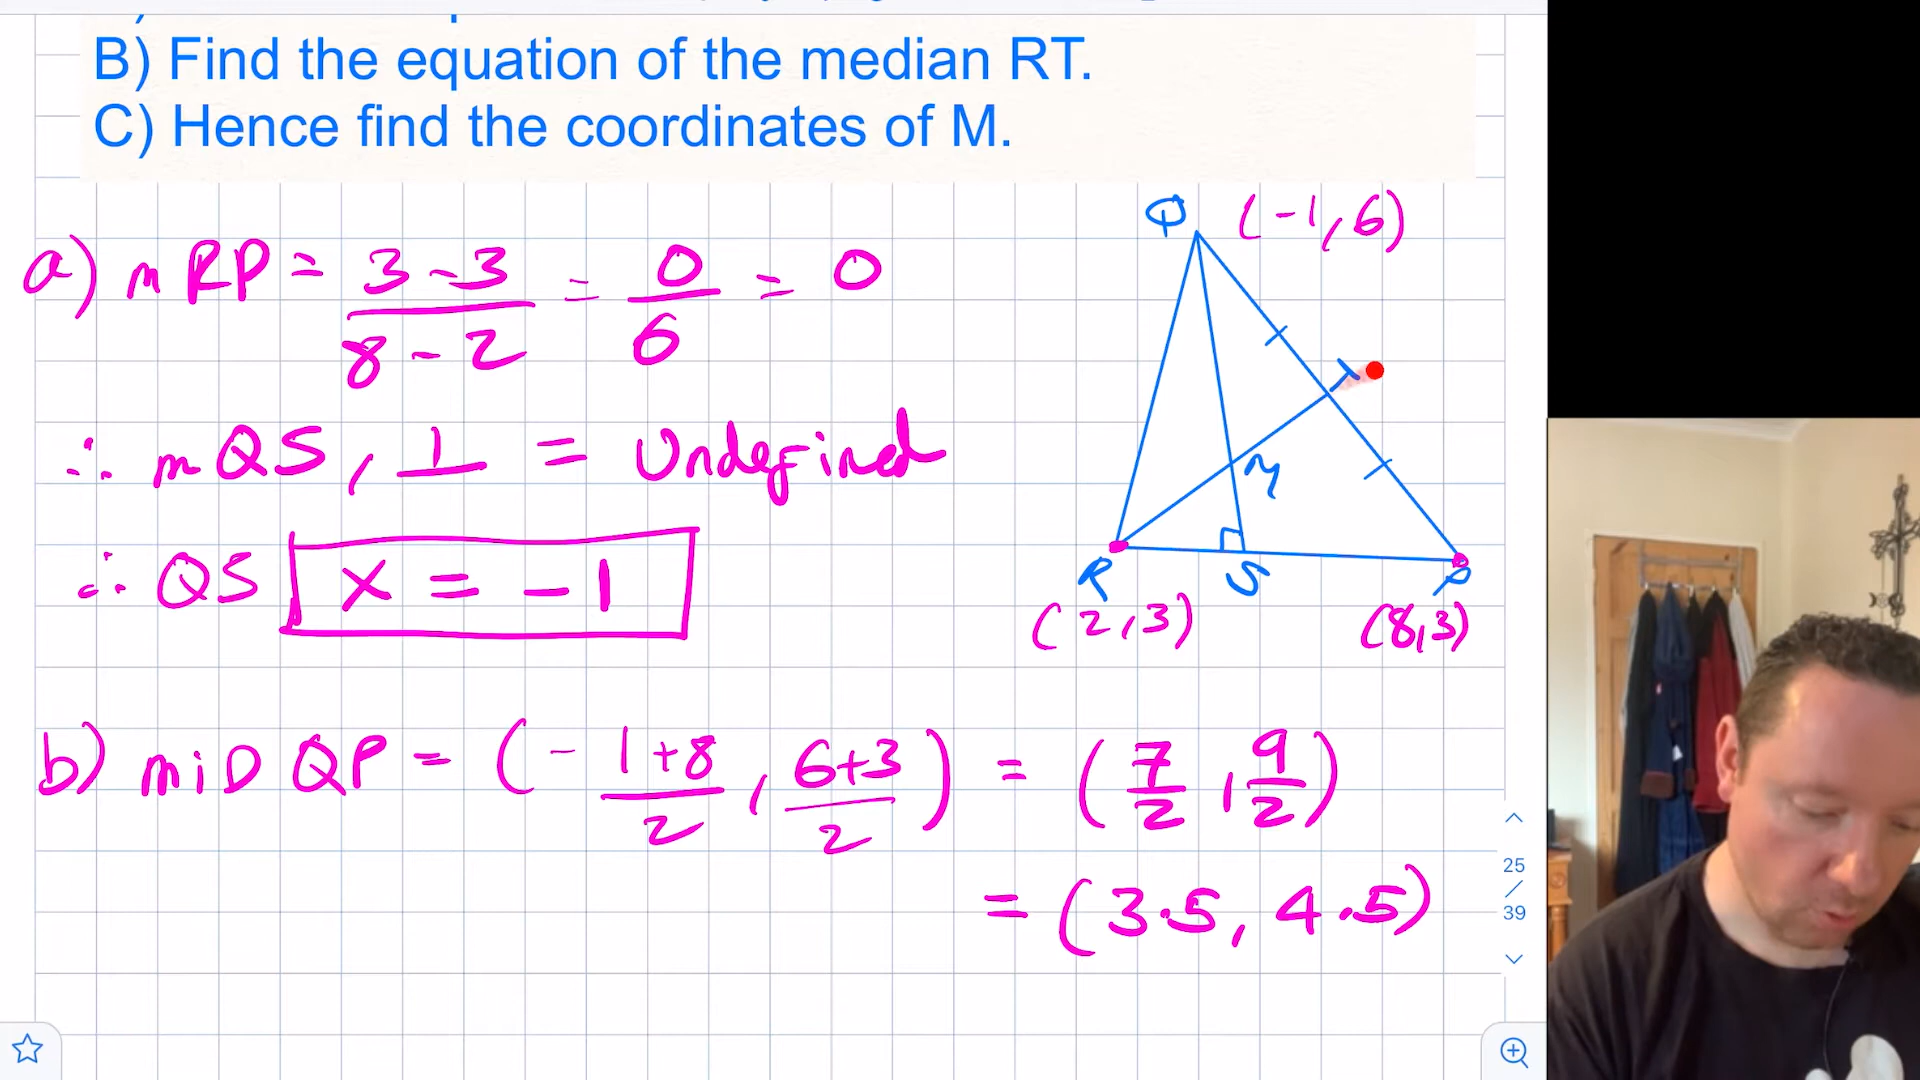 B) Find the equation of the median RT.
C) Hence find the coordinates of M.
Q (-1,6)
a) m RP = 3-3/8-2 = 0/6 = 0
T
∴ m QS, 1/ = Undefined
M
∴ QS x = -1
R S P
(2,3) (8,3)
b) miD QP = (-1+8/2, 6+3/2) = (7/2, 9/2)
= (3.5, 4.5)
25
/
39